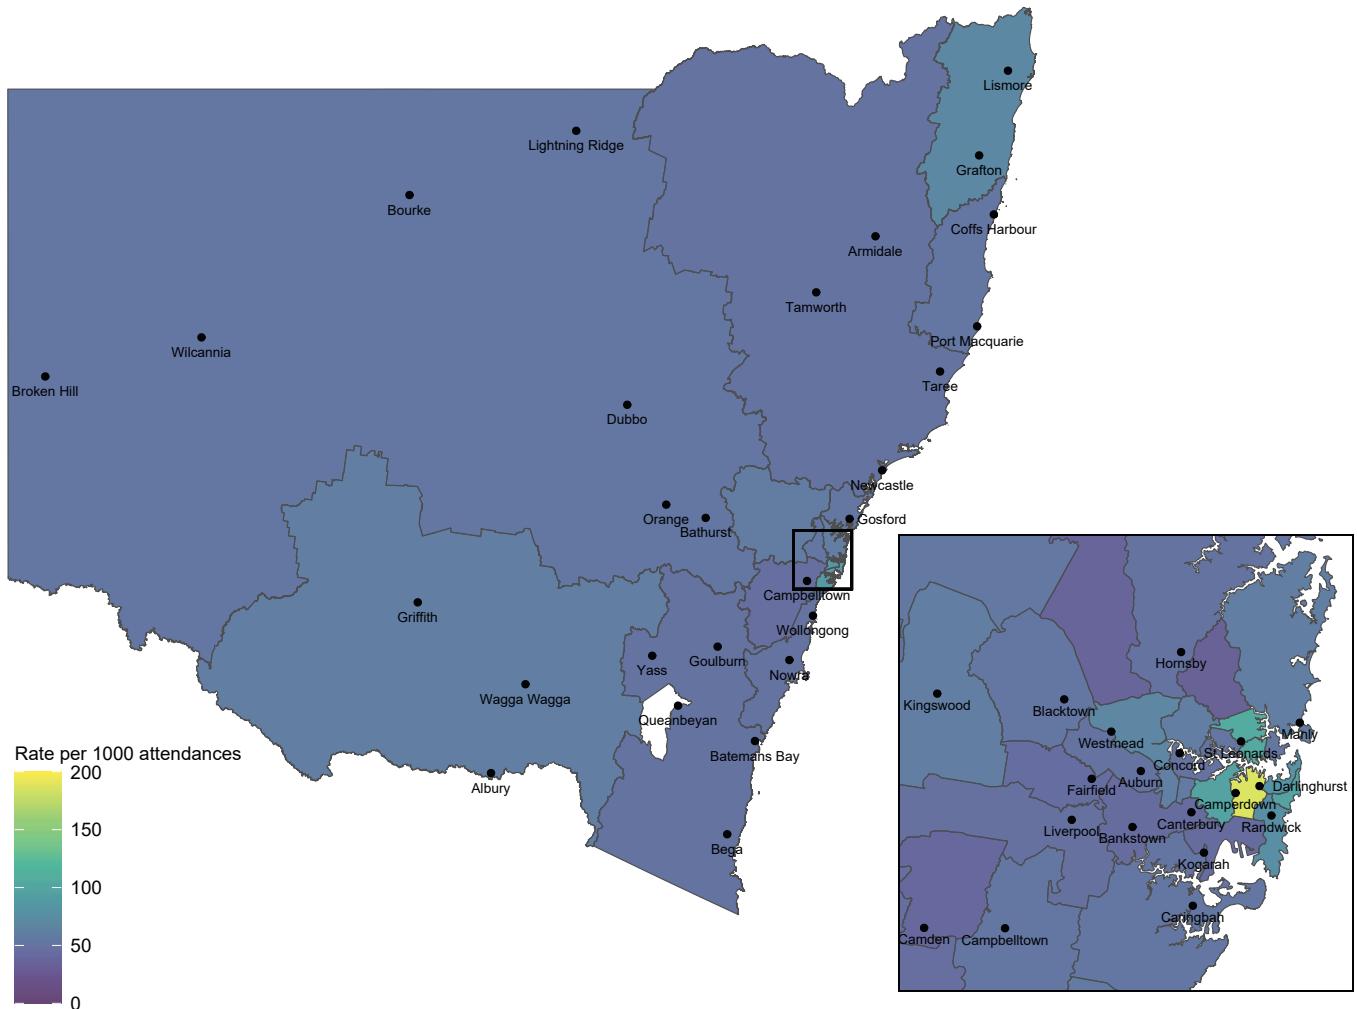 Lismore
Lightning Ridge
Grafton
Bourke
Coffs Harbour
Armidale
Tamworth
Port Macquarie
Wilcannia
Taree
Broken Hill
Dubbo
Newcastle
Orange
Gosford
Bathurst
Campbelltown
Griffith
Wollongong
Goulburn
Yass
Nowra
Wagga Wagga
Queanbeyan
Batemans Bay
Albury
Bega
Rate per 1000 attendances
200
150
100
50
0
Hornsby
Kingswood
Blacktown
Manly
Westmead
St Leonards
Concord
Auburn
Fairfield
Darlinghurst
Camperdown
Canterbury
Liverpool
Randwick
Bankstown
Kogarah
Caringbah
Camden
Campbelltown